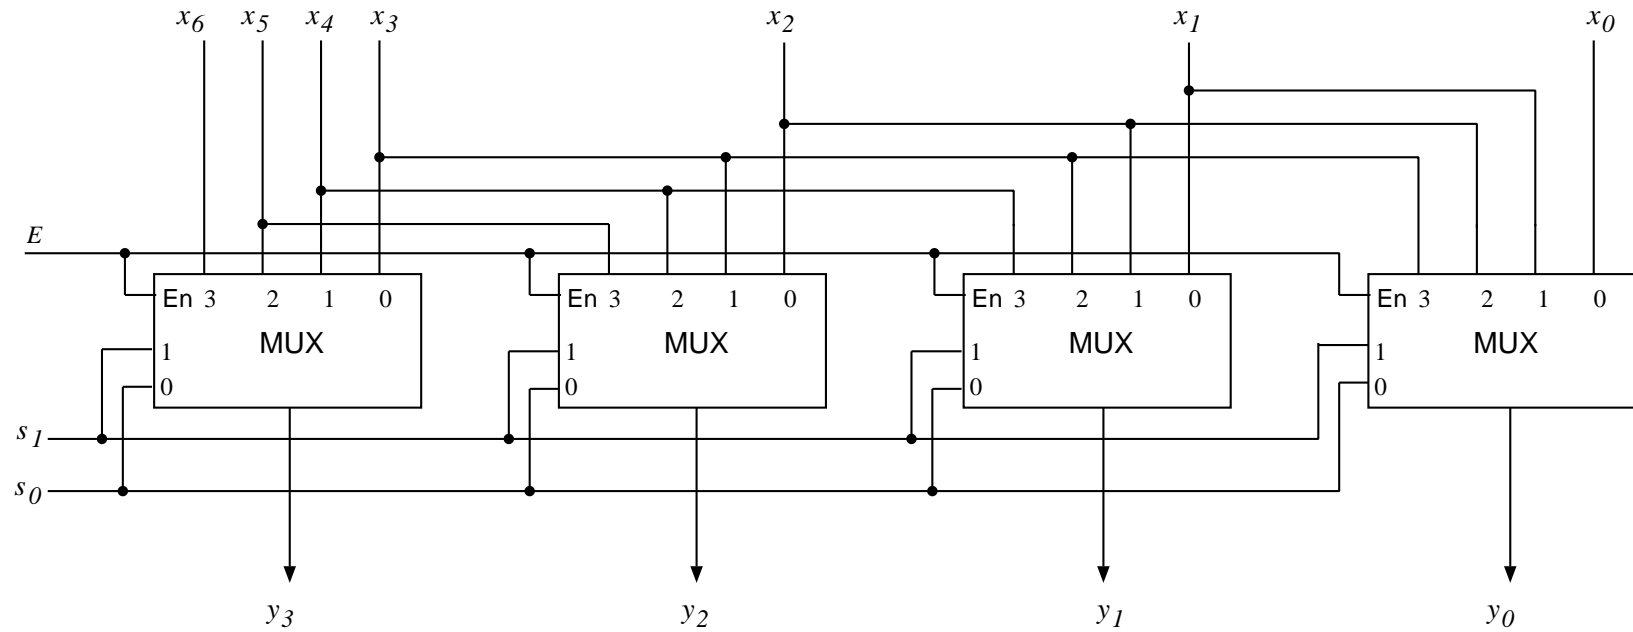 x6 x5 x4 x3 x2 x1 x0
E
En 3 2 1 0 En 3 2 1 0 En 3 2 1 0 En 3 2 1 0
MUX MUX MUX MUX
1 1 1 1
0 0 0 0
s1
s0
y3 y2 y1 y0